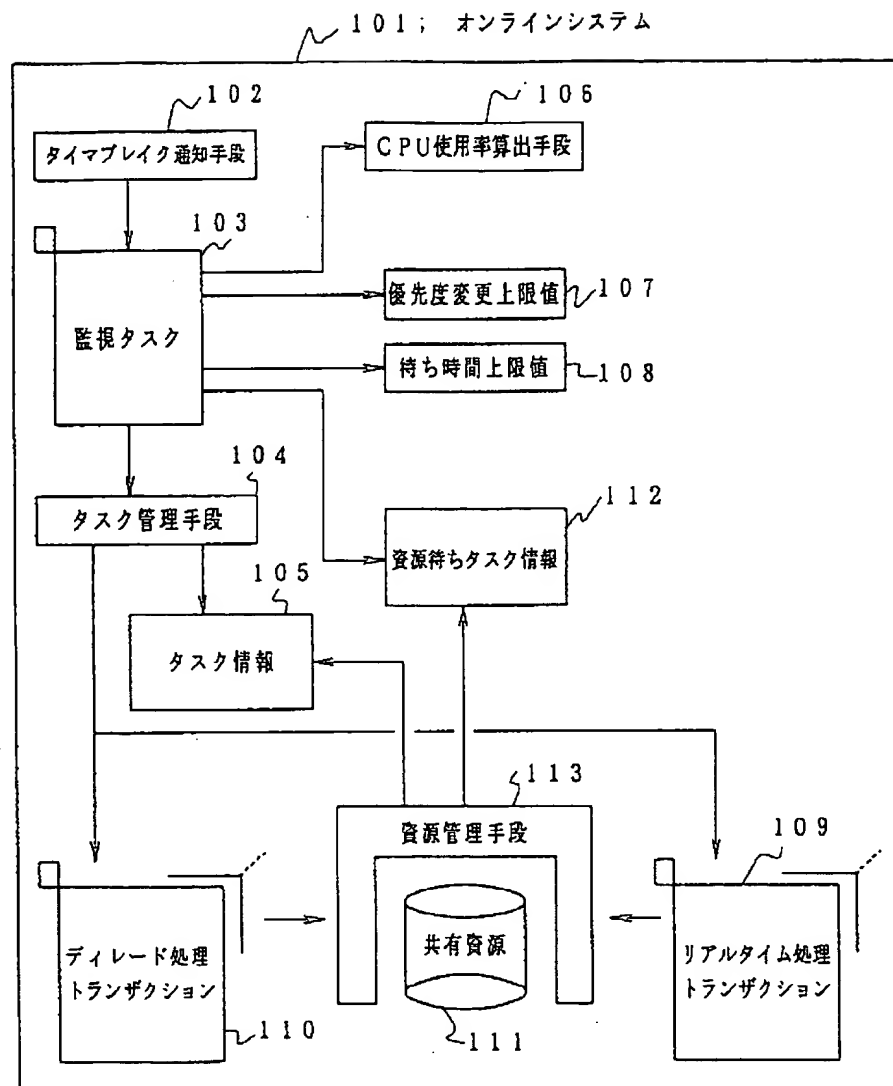 101; オンラインシステム
102
タイマブレイク通知手段
106
CPU使用率算出手段
103
監視タスク
優先度変更上限値
107
待ち時間上限値
108
104
タスク管理手段
112
資源待ちタスク情報
105
タスク情報
113
資源管理手段
109
ディレード処理
トランザクション
共有資源
リアルタイム処理
トランザクション
110
111